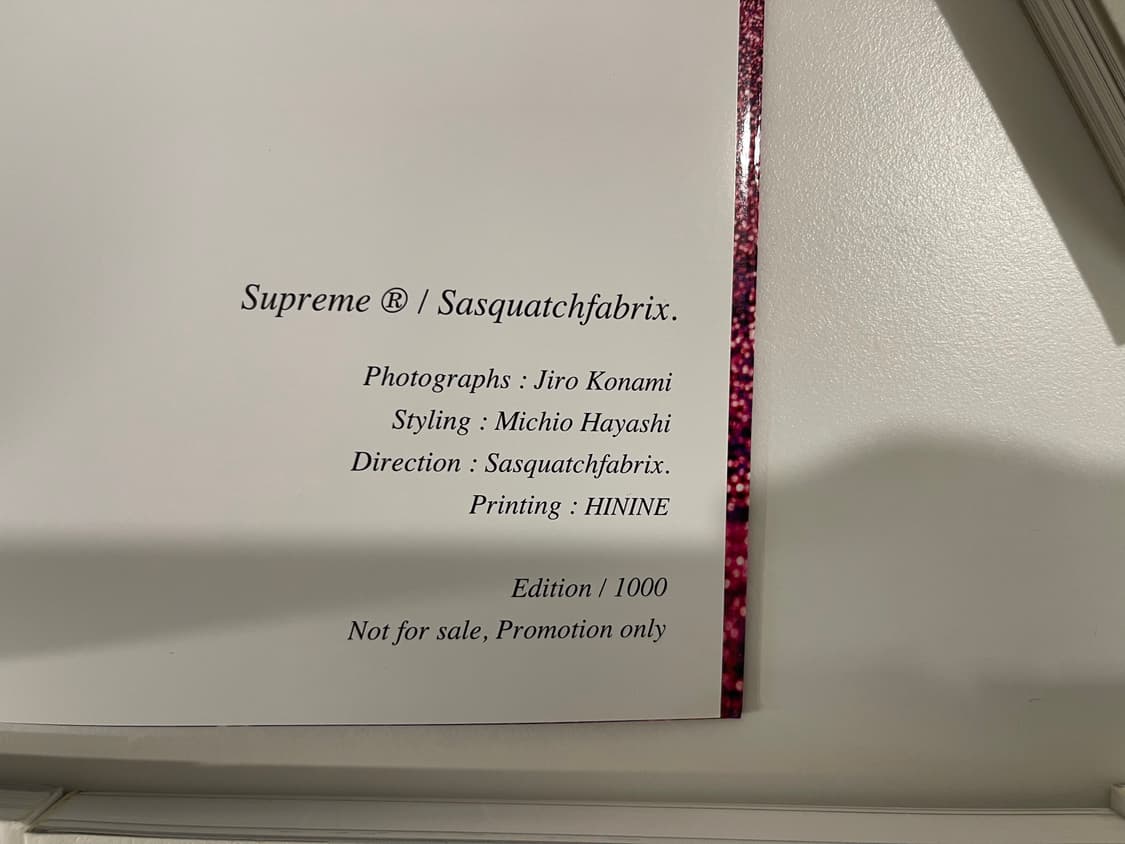 Supreme ® / Sasquatchfabrix.
Photographs : Jiro Konami
Styling : Michio Hayashi
Direction : Sasquatchfabrix.
Printing : HININE
Edition / 1000
Not for sale, Promotion only